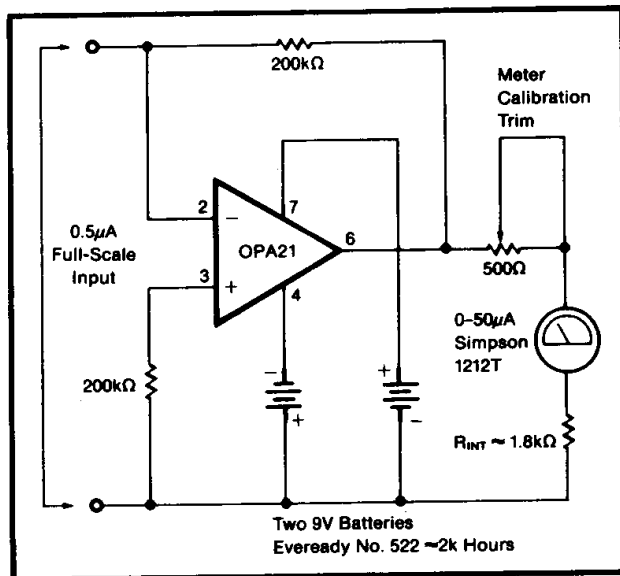 200kΩ
Meter
Calibration
Trim
2
−
7
OPA21
6
0.5µA
Full-Scale
Input
3
+
4
500Ω
0–50µA
Simpson
1212T
200kΩ
−
+
+
−
RINT ≈ 1.8kΩ
Two 9V Batteries
Eveready No. 522 ≈2k Hours